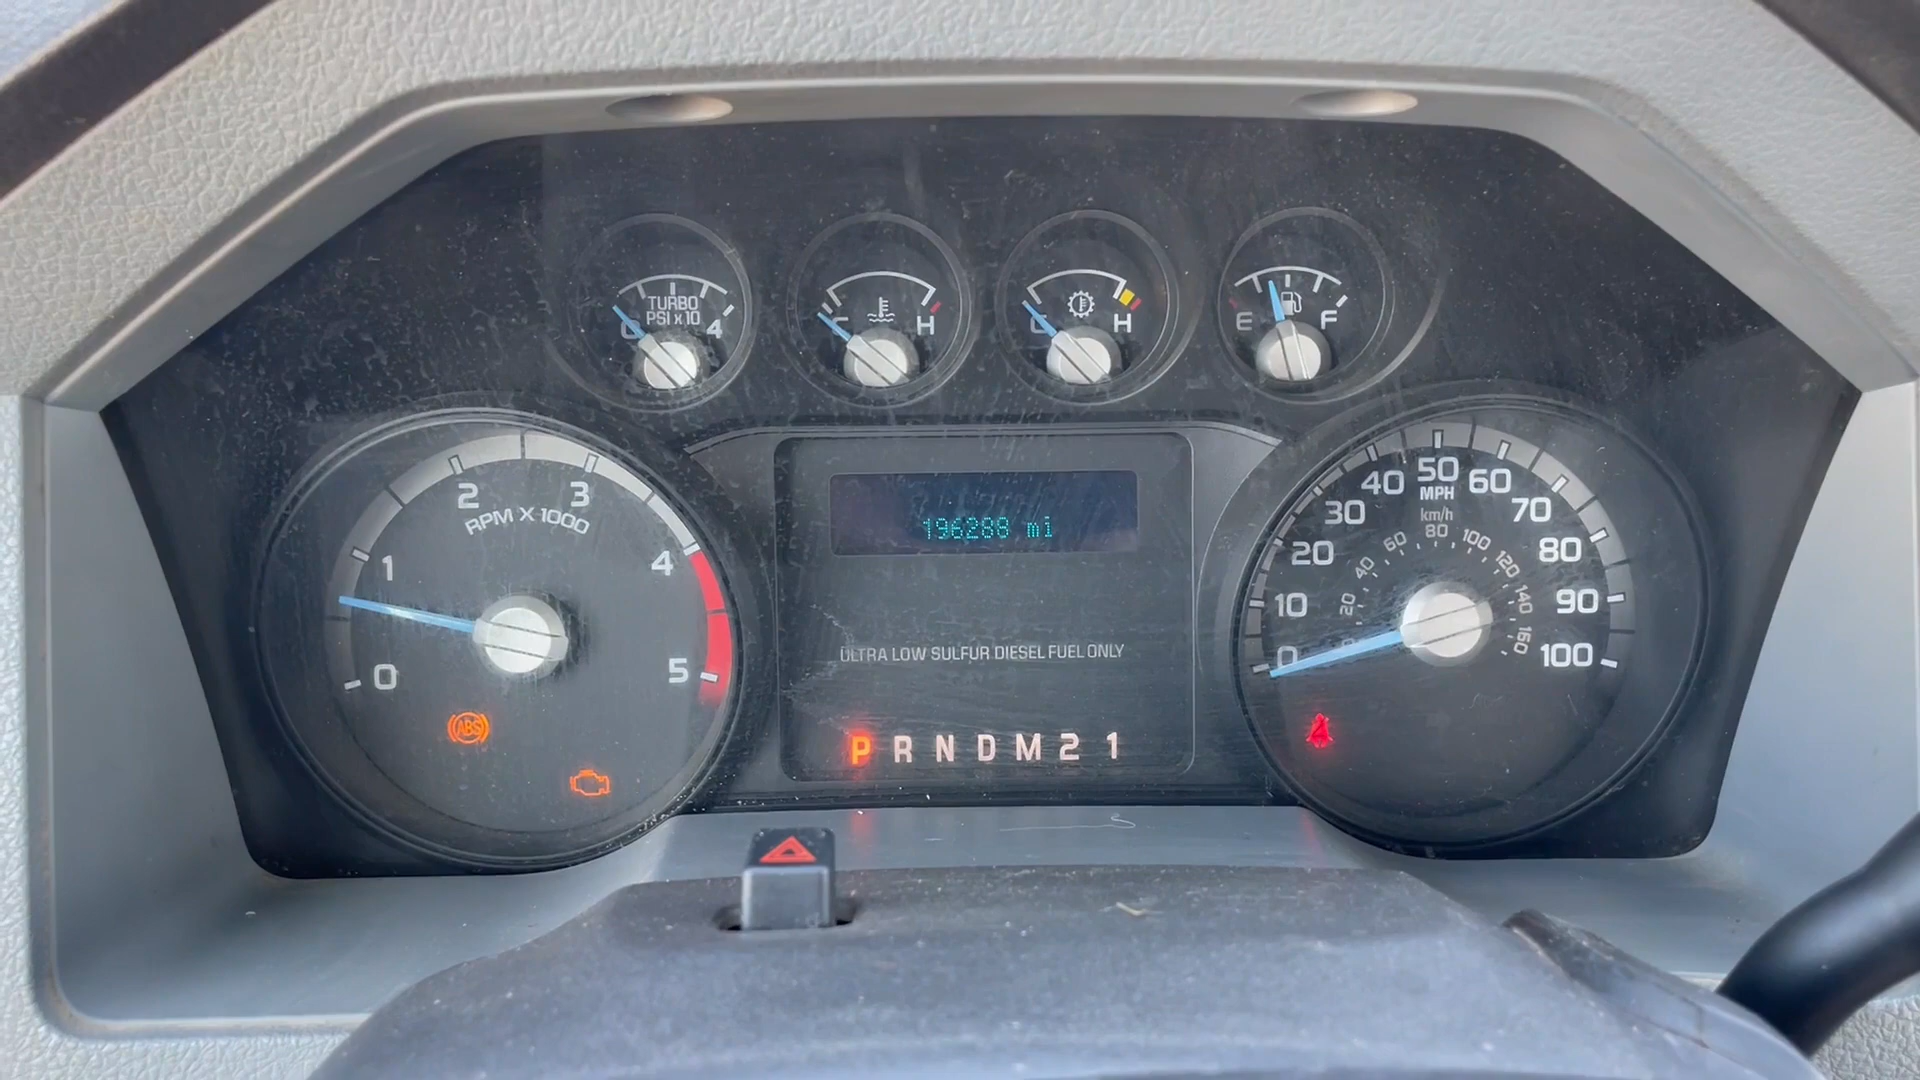 TURBO
PSI x 10
4
H
C
H
E
F
0
1
2
3
4
5
RPM X 1000
ABS
196288 mi
ULTRA LOW SULFUR DIESEL FUEL ONLY
P R N D M 2 1
0
10
20
30
40
50
60
70
80
90
100
MPH
km/h
20
40
60
80
100
120
140
160